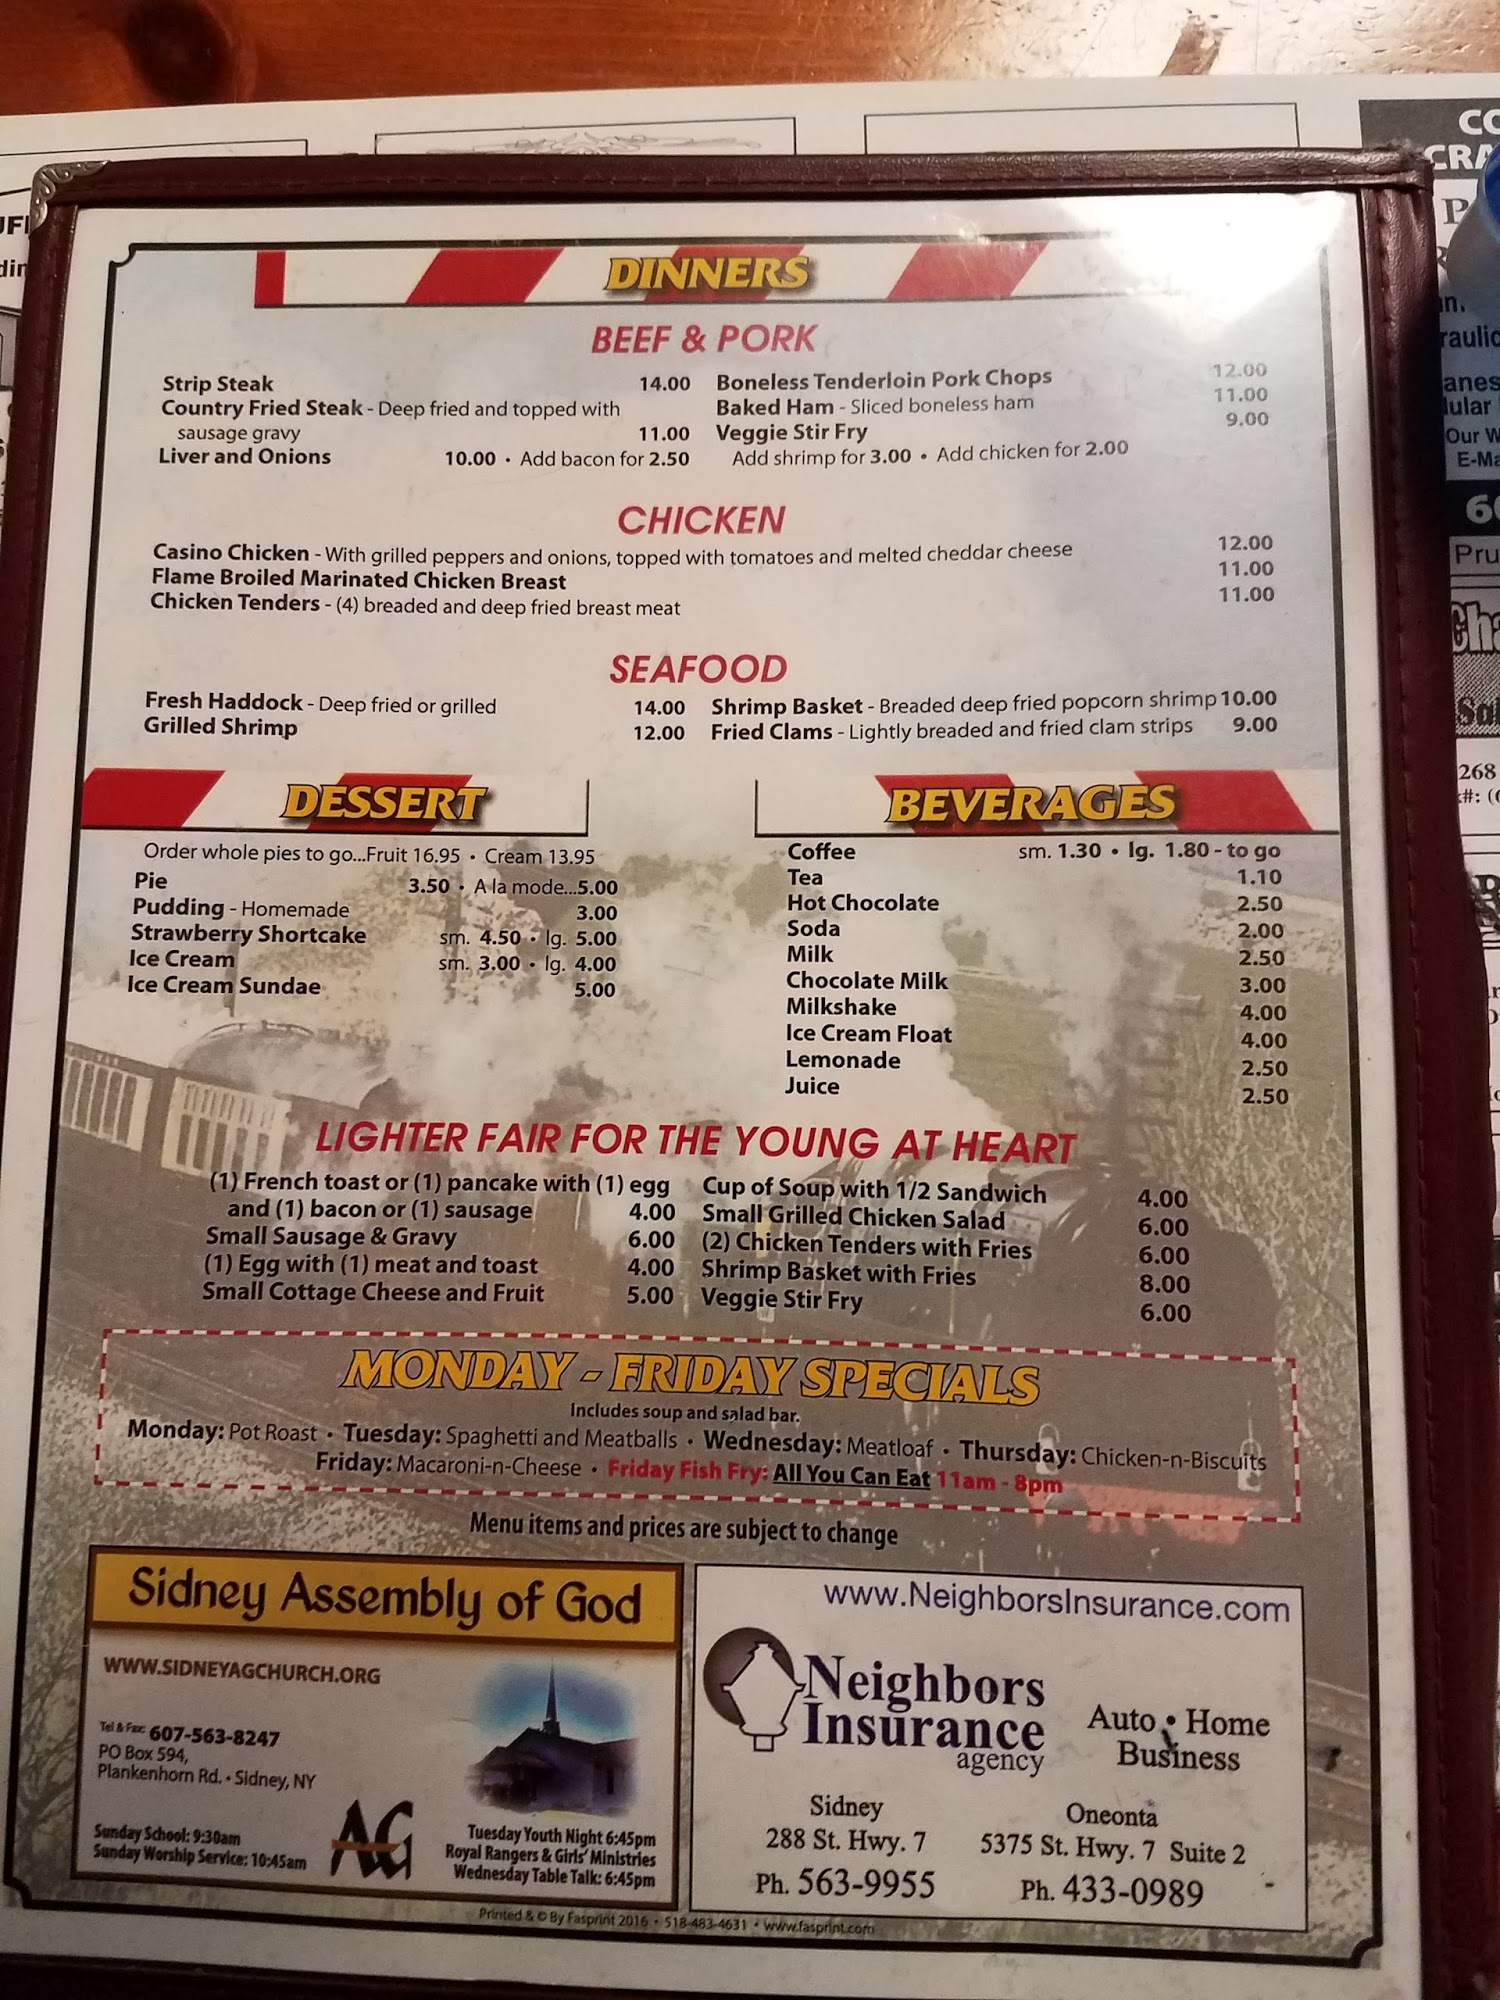 DINNERS
BEEF & PORK
Strip Steak 14.00
Country Fried Steak - Deep fried and topped with
sausage gravy 11.00
Liver and Onions 10.00 • Add bacon for 2.50
Boneless Tenderloin Pork Chops 12.00
Baked Ham - Sliced boneless ham 11.00
Veggie Stir Fry 9.00
Add shrimp for 3.00 • Add chicken for 2.00
CHICKEN
Casino Chicken - With grilled peppers and onions, topped with tomatoes and melted cheddar cheese 12.00
Flame Broiled Marinated Chicken Breast 11.00
Chicken Tenders - (4) breaded and deep fried breast meat 11.00
SEAFOOD
Fresh Haddock - Deep fried or grilled 14.00
Grilled Shrimp 12.00
Shrimp Basket - Breaded deep fried popcorn shrimp 10.00
Fried Clams - Lightly breaded and fried clam strips 9.00
DESSERT
Order whole pies to go...Fruit 16.95 • Cream 13.95
Pie 3.50 • A la mode...5.00
Pudding - Homemade 3.00
Strawberry Shortcake sm. 4.50 • lg. 5.00
Ice Cream sm. 3.00 • lg. 4.00
Ice Cream Sundae 5.00
BEVERAGES
Coffee sm. 1.30 • lg. 1.80 - to go
Tea 1.10
Hot Chocolate 2.50
Soda 2.00
Milk 2.50
Chocolate Milk 3.00
Milkshake 4.00
Ice Cream Float 4.00
Lemonade 2.50
Juice 2.50
LIGHTER FAIR FOR THE YOUNG AT HEART
(1) French toast or (1) pancake with (1) egg
and (1) bacon or (1) sausage 4.00
Small Sausage & Gravy 6.00
(1) Egg with (1) meat and toast 4.00
Small Cottage Cheese and Fruit 5.00
Cup of Soup with 1/2 Sandwich 4.00
Small Grilled Chicken Salad 6.00
(2) Chicken Tenders with Fries 6.00
Shrimp Basket with Fries 8.00
Veggie Stir Fry 6.00
MONDAY - FRIDAY SPECIALS
Includes soup and salad bar.
Monday: Pot Roast • Tuesday: Spaghetti and Meatballs • Wednesday: Meatloaf • Thursday: Chicken-n-Biscuits
Friday: Macaroni-n-Cheese • Friday Fish Fry: All You Can Eat 11am - 8pm
Menu items and prices are subject to change
Sidney Assembly of God
WWW.SIDNEYAGCHURCH.ORG
Tel & Fax: 607-563-8247
PO Box 594,
Plankenhorn Rd. • Sidney, NY
Sunday School: 9:30am
Sunday Worship Service: 10:45am
AG
Tuesday Youth Night 6:45pm
Royal Rangers & Girls' Ministries
Wednesday Table Talk: 6:45pm
www.NeighborsInsurance.com
Neighbors
Insurance
agency
Auto • Home
Business
Sidney
288 St. Hwy. 7
Ph. 563-9955
Oneonta
5375 St. Hwy. 7 Suite 2
Ph. 433-0989
Printed & © By Fasprint 2016 • 518-483-4631 • www.fasprint.com